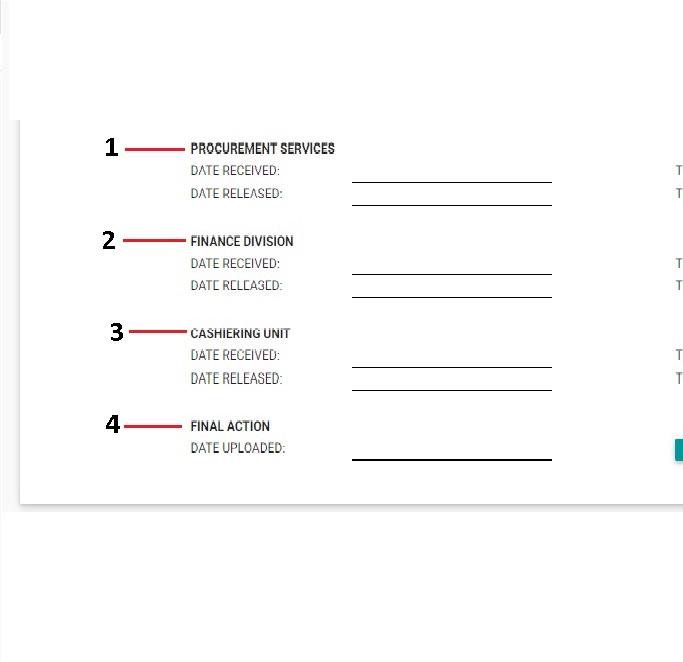 1 PROCUREMENT SERVICES
DATE RECEIVED: T
DATE RELEASED: T
2 FINANCE DIVISION
DATE RECEIVED: T
DATE RELEASED: T
3 CASHIERING UNIT
DATE RECEIVED: T
DATE RELEASED: T
4 FINAL ACTION
DATE UPLOADED: